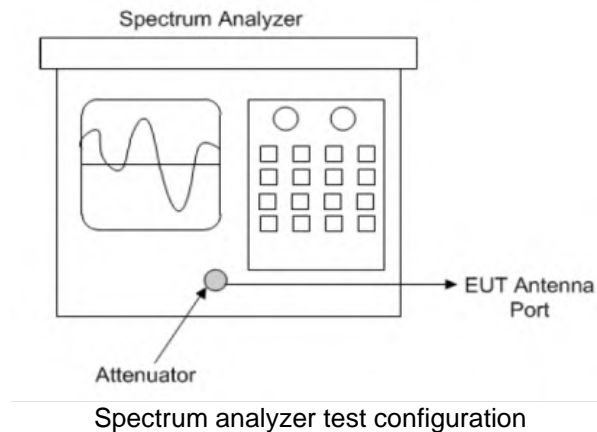 Spectrum Analyzer
EUT Antenna
Port
Attenuator
Spectrum analyzer test configuration